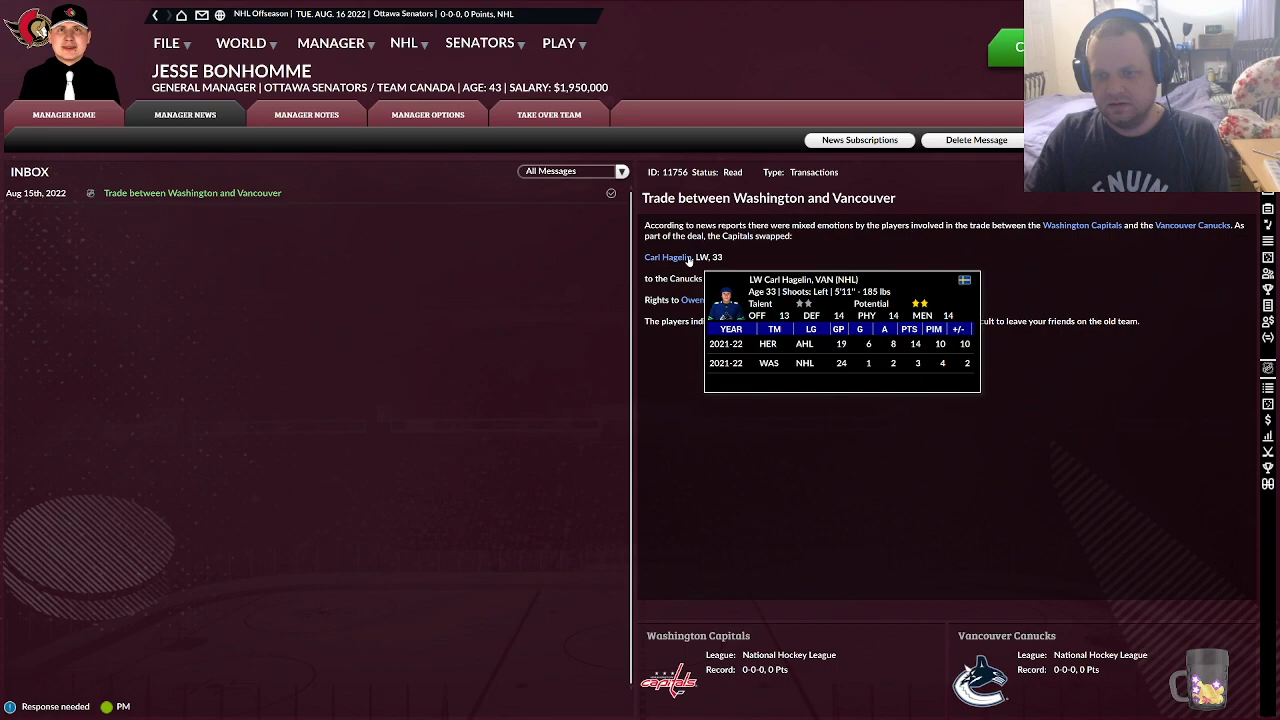 NHL Offseason | TUE. AUG. 16 2022 | Ottawa Senators | 0-0-0, 0 Points, NHL
FILE WORLD MANAGER NHL SENATORS PLAY
JESSE BONHOMME
GENERAL MANAGER | OTTAWA SENATORS / TEAM CANADA | AGE: 43 | SALARY: $1,950,000
MANAGER HOME MANAGER NEWS MANAGER NOTES MANAGER OPTIONS TAKE OVER TEAM
News Subscriptions Delete Message
INBOX All Messages
Aug 15th, 2022 Trade between Washington and Vancouver
ID: 11756 Status: Read Type: Transactions
Trade between Washington and Vancouver
According to news reports there were mixed emotions by the players involved in the trade between the Washington Capitals and the Vancouver Canucks. As
part of the deal, the Capitals swapped:
Carl Hagelin, LW, 33
to the Canucks
Rights to Owen
The players indi cult to leave your friends on the old team.
LW Carl Hagelin, VAN (NHL)
Age 33 | Shoots: Left | 5'11" - 185 lbs
Talent Potential
OFF 13 DEF 14 PHY 14 MEN 14
YEAR TM LG GP G A PTS PIM +/-
2021-22 HER AHL 19 6 8 14 10 10
2021-22 WAS NHL 24 1 2 3 4 2
Washington Capitals
League: National Hockey League
Record: 0-0-0, 0 Pts
capitals
Vancouver Canucks
League: National Hockey League
Record: 0-0-0, 0 Pts
Response needed PM